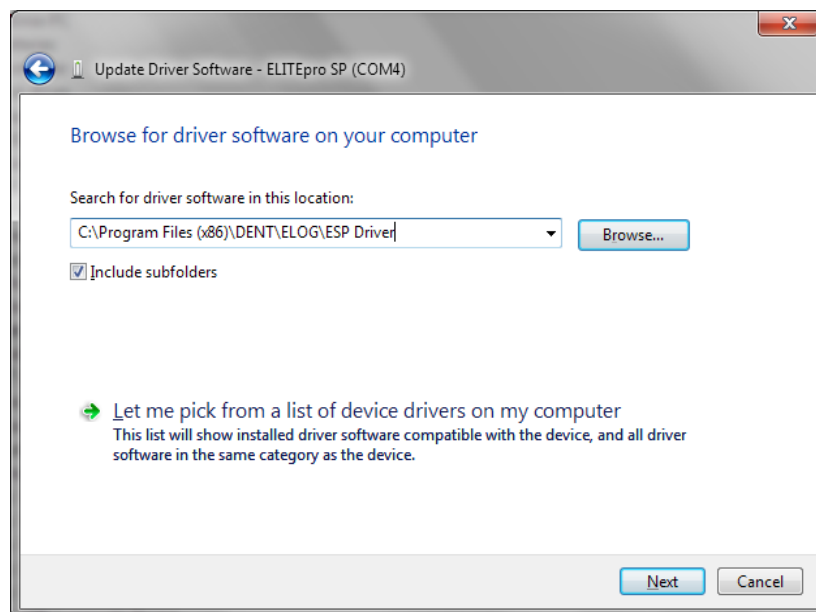 Update Driver Software - ELITEpro SP (COM4)
Browse for driver software on your computer
Search for driver software in this location:
C:\Program Files (x86)\DENT\ELOG\ESP Driver
Browse...
Include subfolders
Let me pick from a list of device drivers on my computer
This list will show installed driver software compatible with the device, and all driver
software in the same category as the device.
Next
Cancel